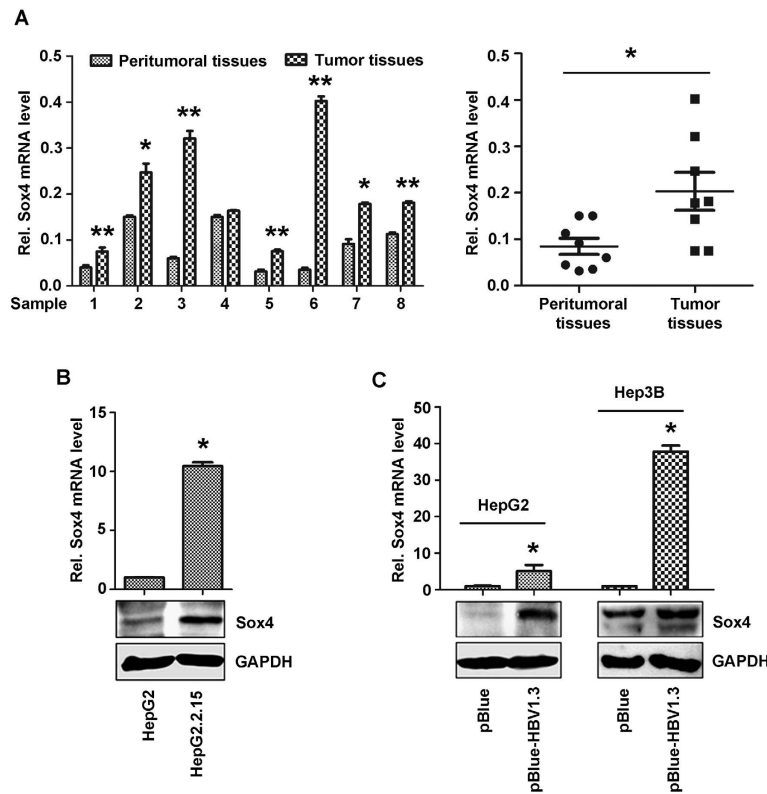 A
Peritumoral tissues
Tumor tissues
Rel. Sox4 mRNA level
0.5
0.4
0.3
0.2
0.1
0.0
** * ** ** ** * **
Sample 1 2 3 4 5 6 7 8
Rel. Sox4 mRNA level
0.5
0.4
0.3
0.2
0.1
0.0
*
Peritumoral
tissues
Tumor
tissues
B
Rel. Sox4 mRNA level
15
10
5
0
*
Sox4
GAPDH
HepG2
HepG2.2.15
C
Rel. Sox4 mRNA level
50
40
30
20
10
0
HepG2
*
Hep3B
*
Sox4
GAPDH
pBlue
pBlue-HBV1.3
pBlue
pBlue-HBV1.3